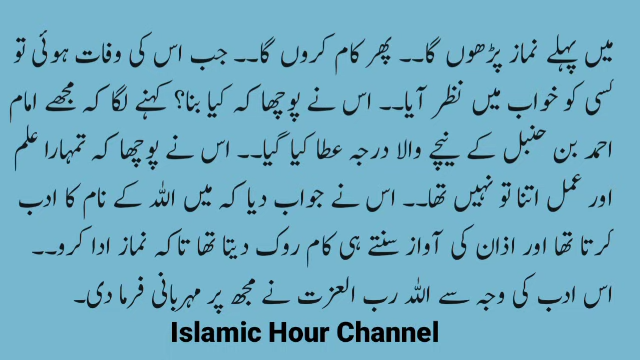 میں پہلے نماز پڑھوں گا۔۔ پھر کام کروں گا۔۔ جب اس کی وفات ہوئی تو
کسی کو خواب میں نظر آیا۔۔ اس نے پوچھا کہ کیا بنا؟ کہنے لگا کہ مجھے امام
احمد بن حنبل کے نیچے والا درجہ عطا کیا گیا۔۔ اس نے پوچھا کہ تمہارا علم
اور عمل اتنا تو نہیں تھا۔۔ اس نے جواب دیا کہ میں اللہ کے نام کا ادب
کرتا تھا اور اذان کی آواز سنتے ہی کام روک دیتا تھا تاکہ نماز ادا کرو۔۔
اس ادب کی وجہ سے اللہ رب العزت نے مجھ پر مہربانی فرما دی۔
Islamic Hour Channel